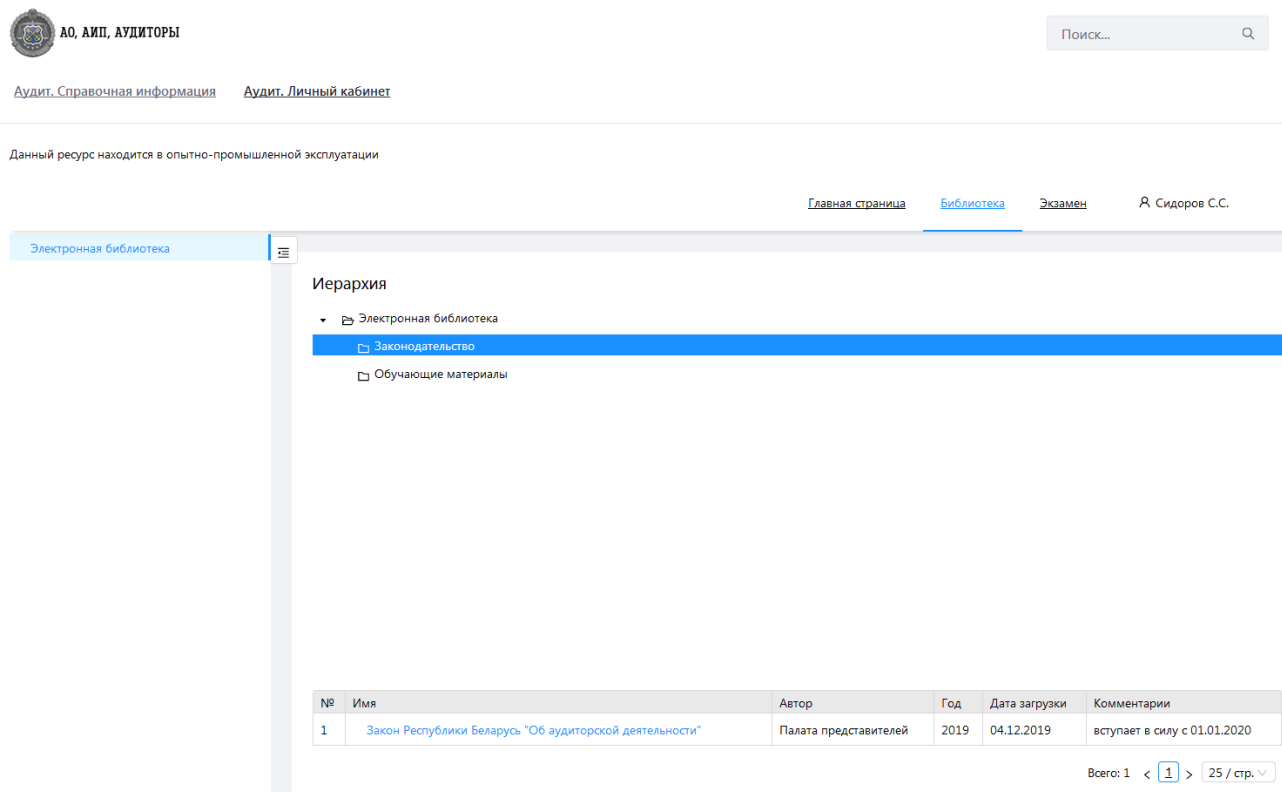 АО, АИП, АУДИТОРЫ
Поиск...
Аудит. Справочная информация Аудит. Личный кабинет
Данный ресурс находится в опытно-промышленной эксплуатации
Главная страница Библиотека Экзамен Сидоров С.С.
Электронная библиотека
Иерархия
Электронная библиотека
Законодательство
Обучающие материалы
№ Имя Автор Год Дата загрузки Комментарии
1 Закон Республики Беларусь "Об аудиторской деятельности" Палата представителей 2019 04.12.2019 вступает в силу с 01.01.2020
Всего: 1 < 1 > 25 / стр.